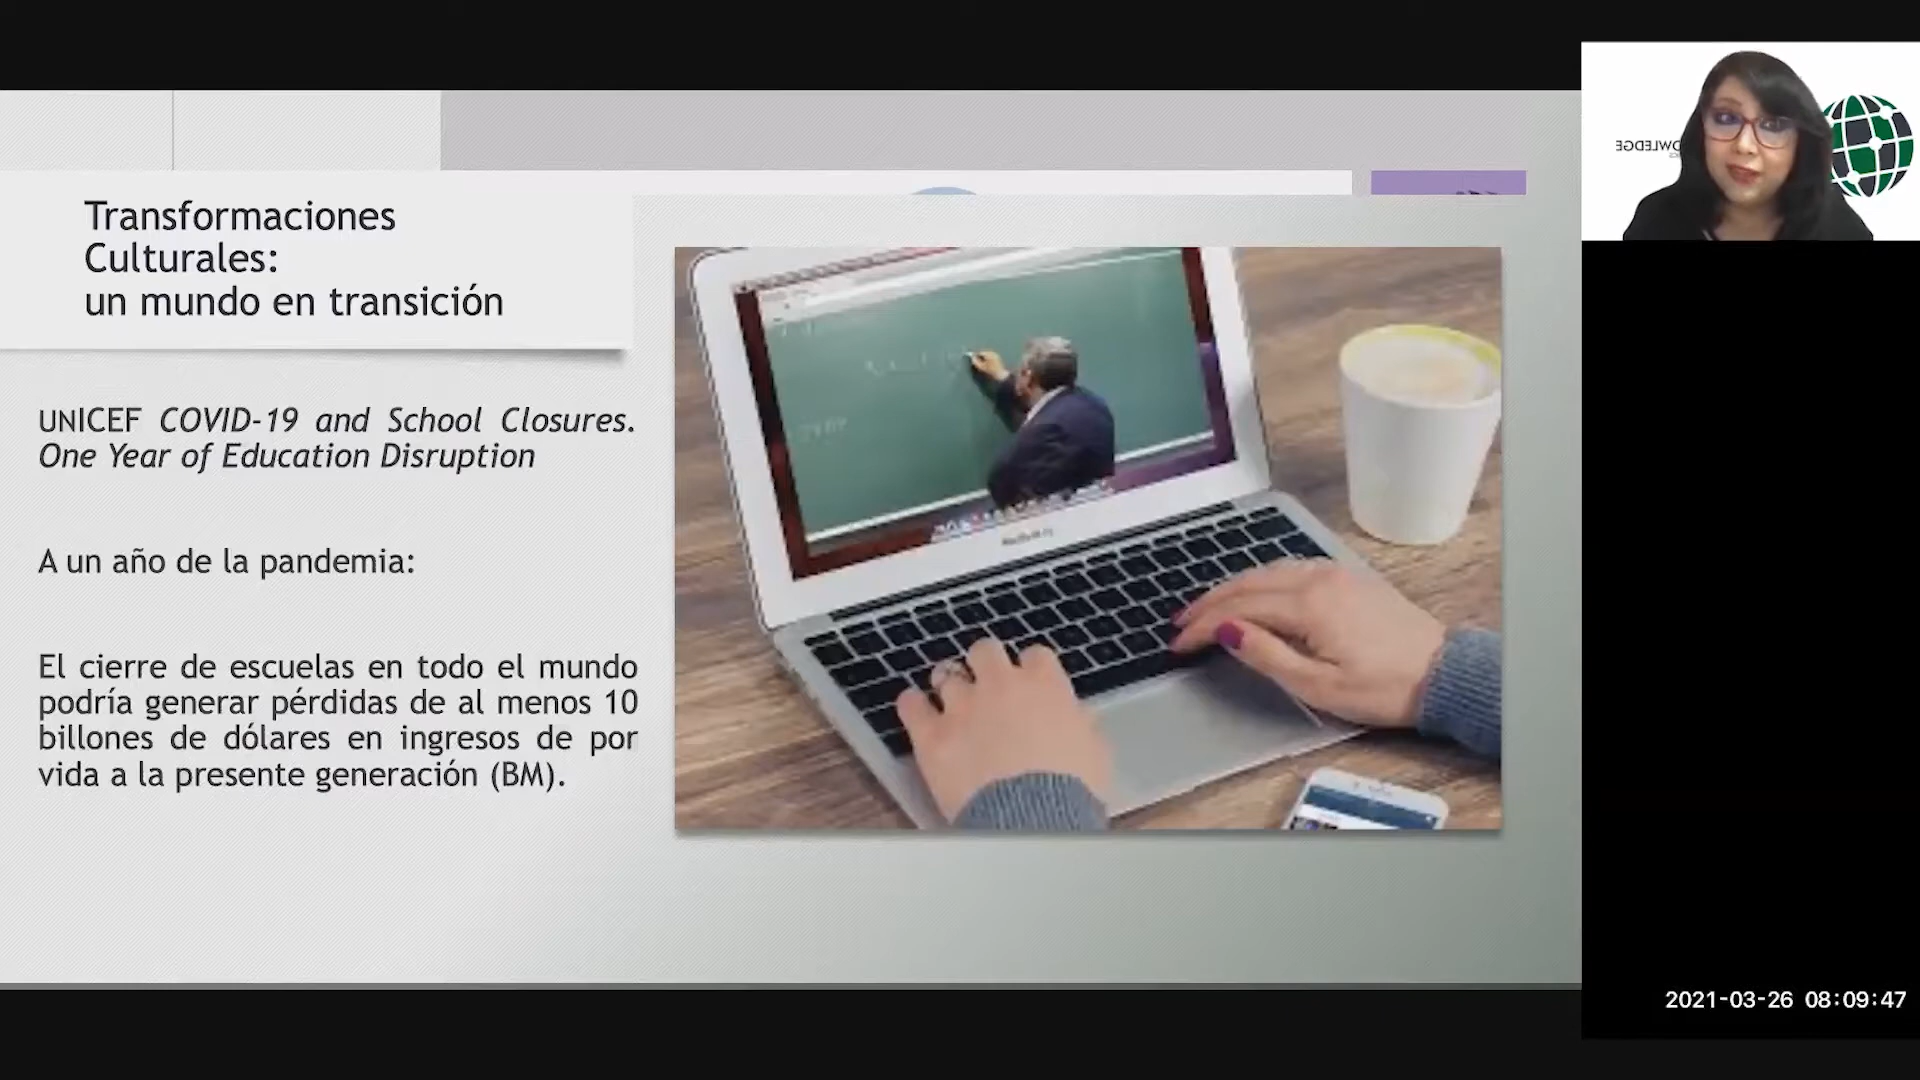 Transformaciones
Culturales:
un mundo en transición
UNICEF COVID-19 and School Closures.
One Year of Education Disruption
A un año de la pandemia:
El cierre de escuelas en todo el mundo
podría generar pérdidas de al menos 10
billones de dólares en ingresos de por
vida a la presente generación (BM).
2021-03-26 08:09:47